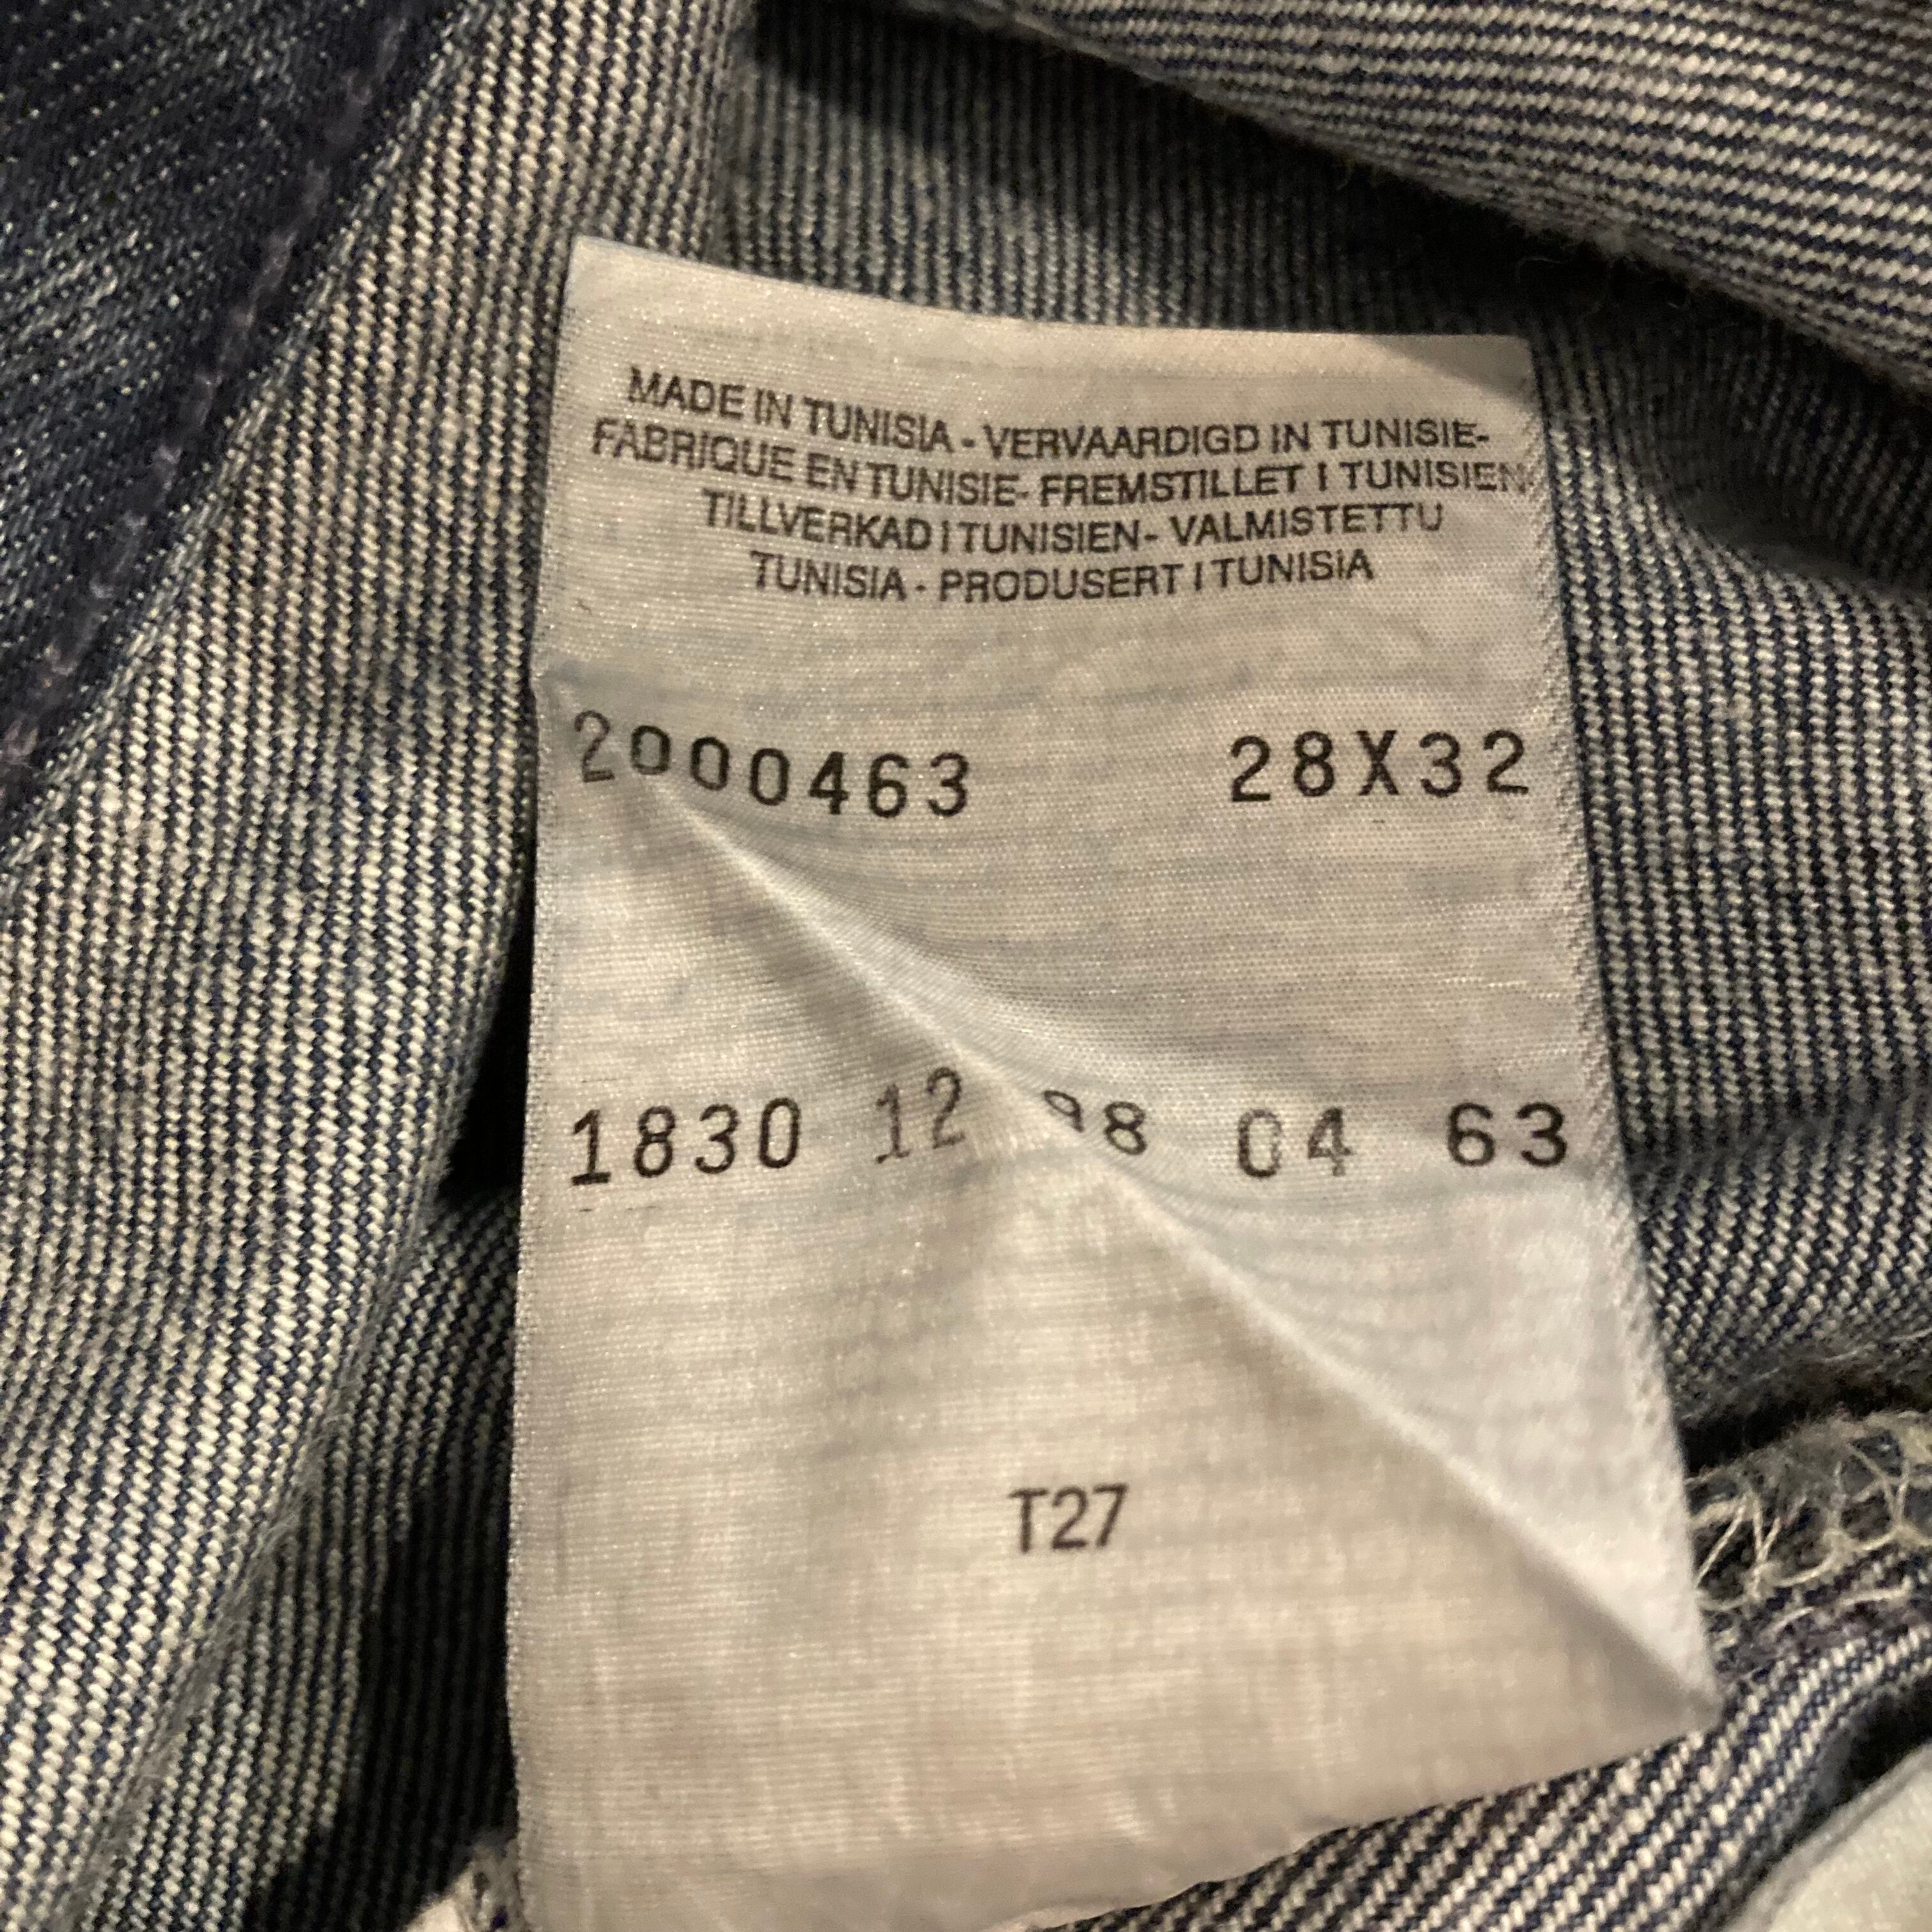 MADE IN TUNISIA - VERVAARDIGD IN TUNISIE-
FABRIQUE EN TUNISIE- FREMSTILLET I TUNISIEN
TILLVERKAD I TUNISIEN- VALMISTETTU
TUNISIA - PRODUSERT I TUNISIA
2000463 28X32
1830 12 98 04 63
T27